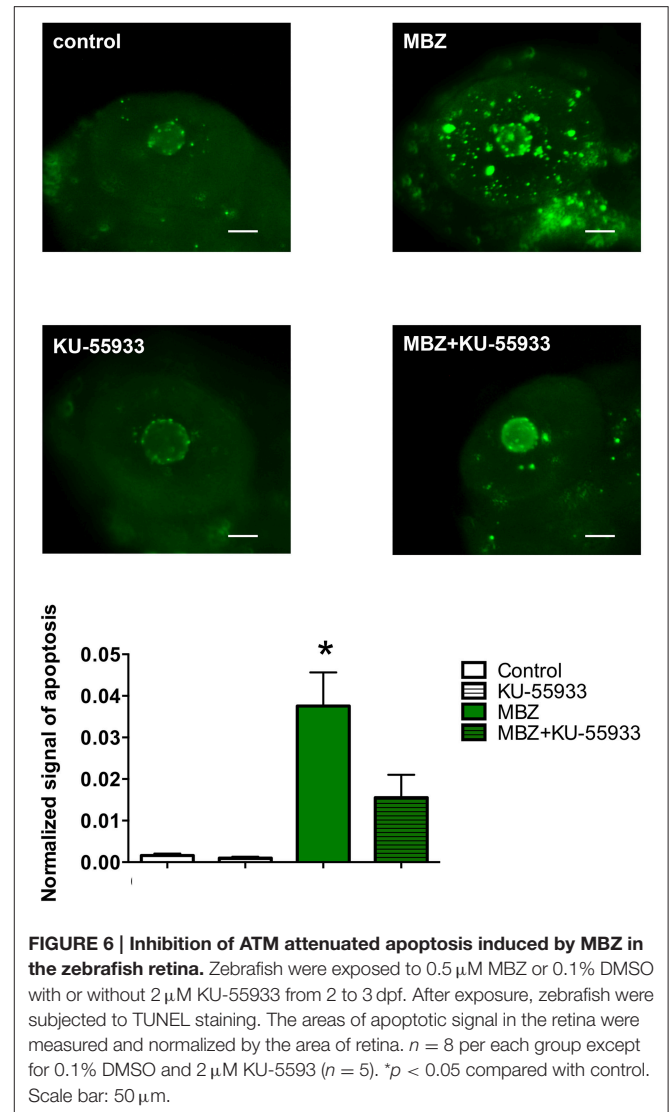 control
MBZ
KU-55933
MBZ+KU-55933
Normalized signal of apoptosis
0.05
0.04
0.03
0.02
0.01
0.00
*
Control
KU-55933
MBZ
MBZ+KU-55933
FIGURE 6 | Inhibition of ATM attenuated apoptosis induced by MBZ in
the zebrafish retina. Zebrafish were exposed to 0.5 μM MBZ or 0.1% DMSO
with or without 2 μM KU-55933 from 2 to 3 dpf. After exposure, zebrafish were
subjected to TUNEL staining. The areas of apoptotic signal in the retina were
measured and normalized by the area of retina. n = 8 per each group except
for 0.1% DMSO and 2 μM KU-5593 (n = 5). *p < 0.05 compared with control.
Scale bar: 50 μm.